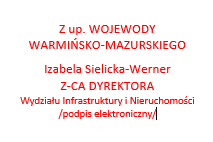 Z up. WOJEWODY
WARMIŃSKO-MAZURSKIEGO
Izabela Sielicka-Werner
Z-CA DYREKTORA
Wydziału Infrastruktury i Nieruchomości
/podpis elektroniczny/